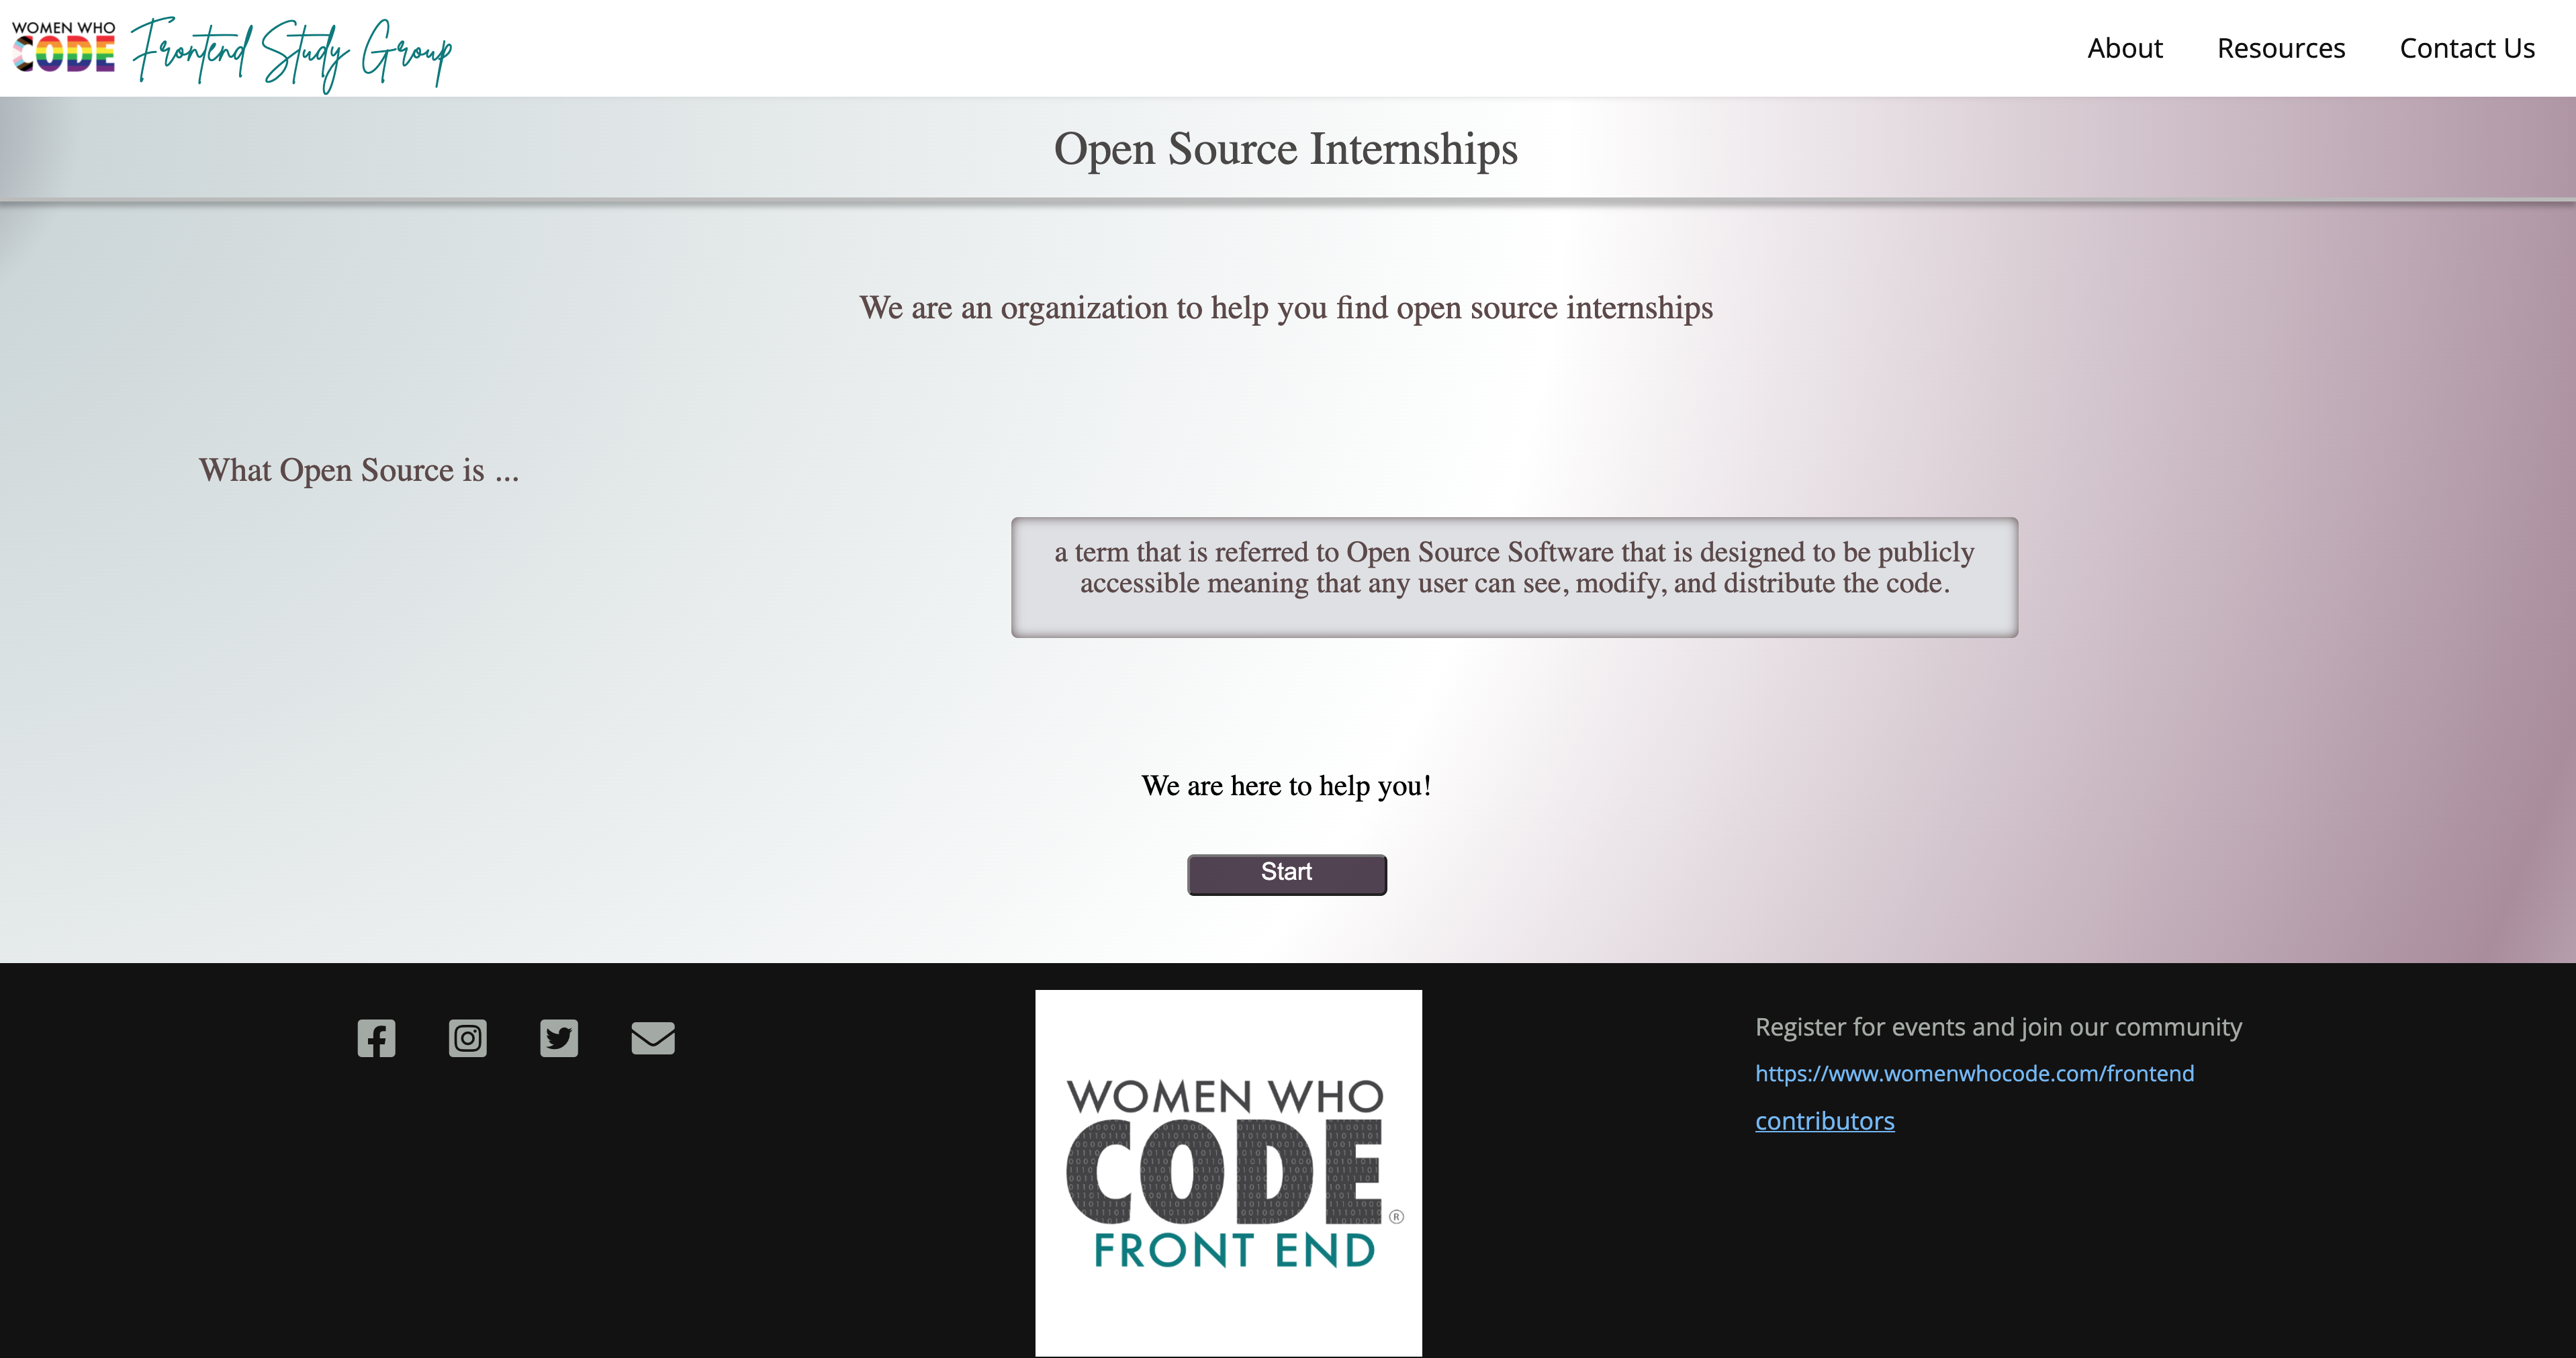 WOMEN WHO
CODE
Frontend Study Group
About
Resources
Contact Us
Open Source Internships
We are an organization to help you find open source internships
What Open Source is ...
a term that is referred to Open Source Software that is designed to be publicly
accessible meaning that any user can see, modify, and distribute the code.
We are here to help you!
Start
WOMEN WHO
CODE®
FRONT END
Register for events and join our community
https://www.womenwhocode.com/frontend
contributors